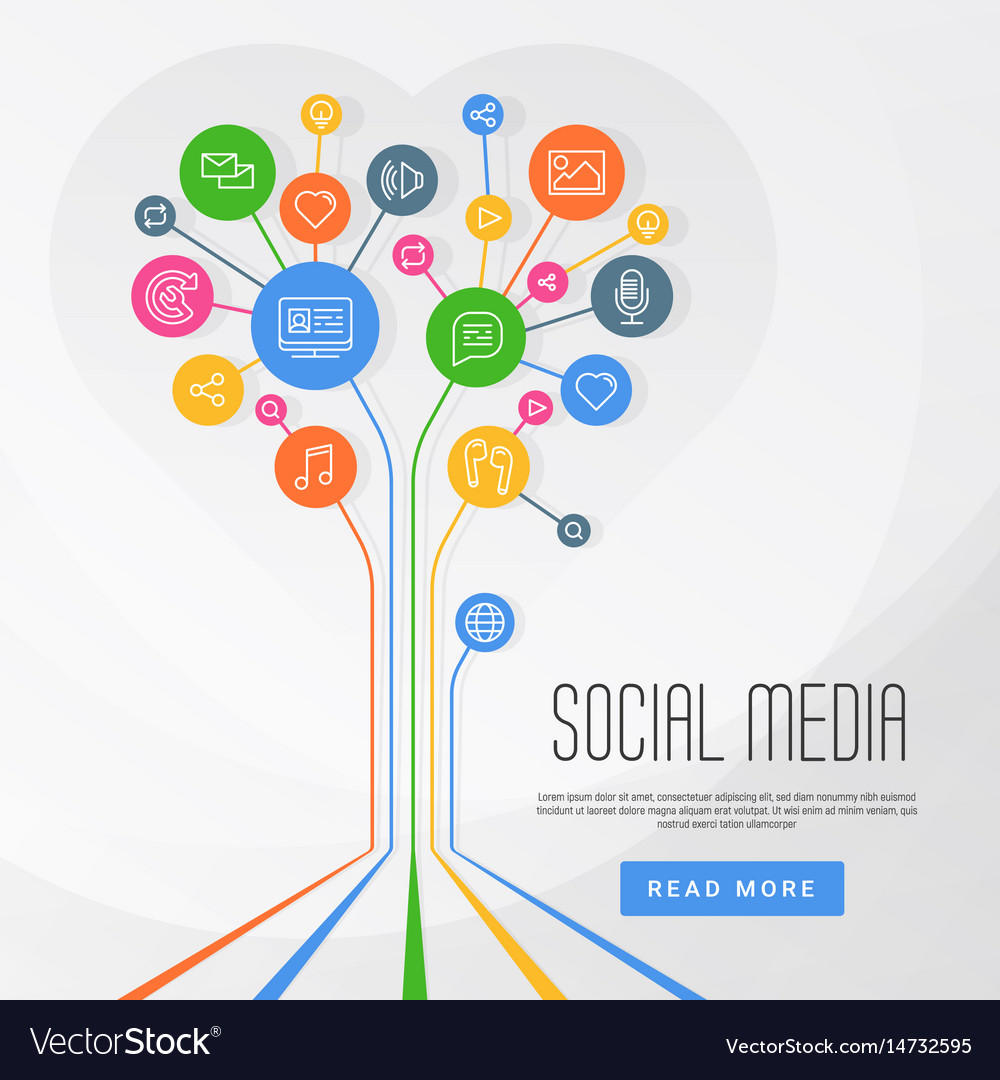 SOCIAL MEDIA
Lorem ipsum dolor sit amet, consectetuer adipiscing elit, sed diam nonummy nibh euismod
tincidunt ut laoreet dolore magna aliquam erat volutpat. Ut wisi enim ad minim veniam, quis
nostrud exerci tation ullamcorper
READ MORE
VectorStock®
VectorStock.com/14732595